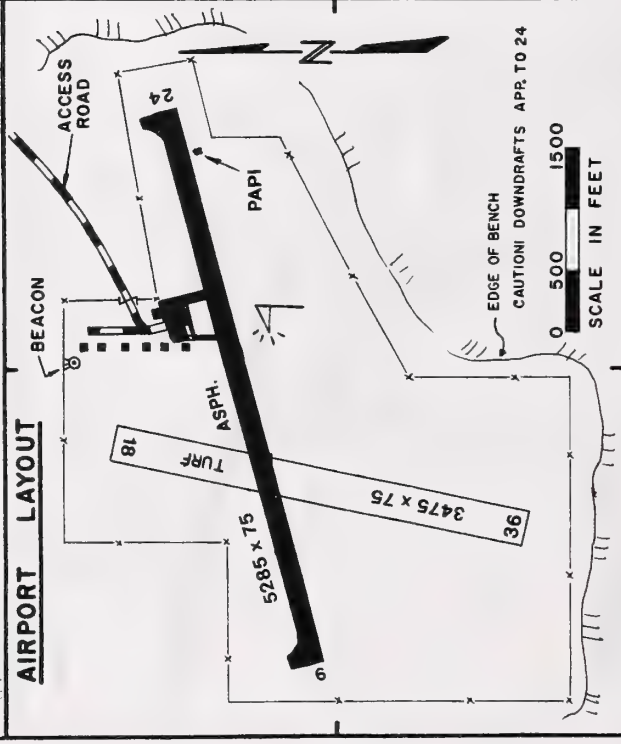 AIRPORT LAYOUT
BEACON
ACCESS
ROAD
N
24
PAPI
18
TURF
ASPH.
5285 x 75
3475 x 75
36
6
EDGE OF BENCH
CAUTION! DOWNDRAFTS APP. TO 24
0 500 1500
SCALE IN FEET